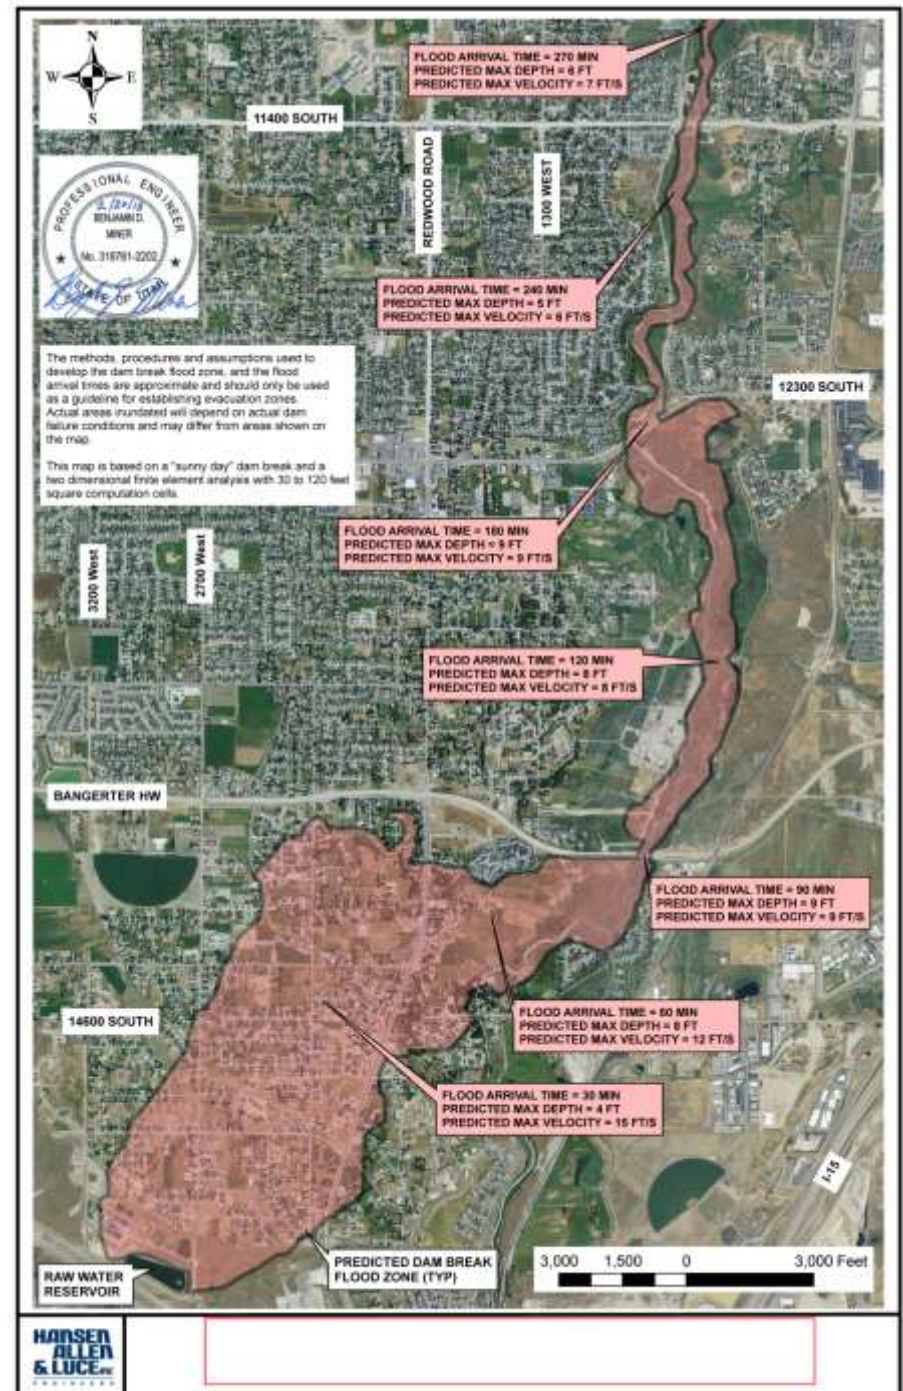 N
W E
S
FLOOD ARRIVAL TIME = 270 MIN
PREDICTED MAX DEPTH = 6 FT
PREDICTED MAX VELOCITY = 7 FT/S
11400 SOUTH
REDWOOD ROAD
1300 WEST
PROFESSIONAL ENGINEER
BENJAMIN D.
MINER
No. 318781-2202
STATE OF UTAH
FLOOD ARRIVAL TIME = 240 MIN
PREDICTED MAX DEPTH = 5 FT
PREDICTED MAX VELOCITY = 6 FT/S
The methods, procedures and assumptions used to
develop the dam break flood zone, and the flood
arrival times are approximate and should only be used
as a guideline for establishing evacuation zones.
Actual areas inundated will depend on actual dam
failure conditions and may differ from areas shown on
the map.
This map is based on a "sunny day" dam break and a
two dimensional finite element analysis with 30 to 120 feet
square computation cells.
12300 SOUTH
FLOOD ARRIVAL TIME = 180 MIN
PREDICTED MAX DEPTH = 9 FT
PREDICTED MAX VELOCITY = 9 FT/S
3200 West
2700 West
FLOOD ARRIVAL TIME = 120 MIN
PREDICTED MAX DEPTH = 8 FT
PREDICTED MAX VELOCITY = 8 FT/S
BANGERTER HW
FLOOD ARRIVAL TIME = 90 MIN
PREDICTED MAX DEPTH = 9 FT
PREDICTED MAX VELOCITY = 9 FT/S
14600 SOUTH
FLOOD ARRIVAL TIME = 60 MIN
PREDICTED MAX DEPTH = 8 FT
PREDICTED MAX VELOCITY = 12 FT/S
FLOOD ARRIVAL TIME = 30 MIN
PREDICTED MAX DEPTH = 4 FT
PREDICTED MAX VELOCITY = 15 FT/S
I-15
PREDICTED DAM BREAK
FLOOD ZONE (TYP)
RAW WATER
RESERVOIR
3,000 1,500 0 3,000 Feet
HANSEN
ALLEN
& LUCE INC
ENGINEERS